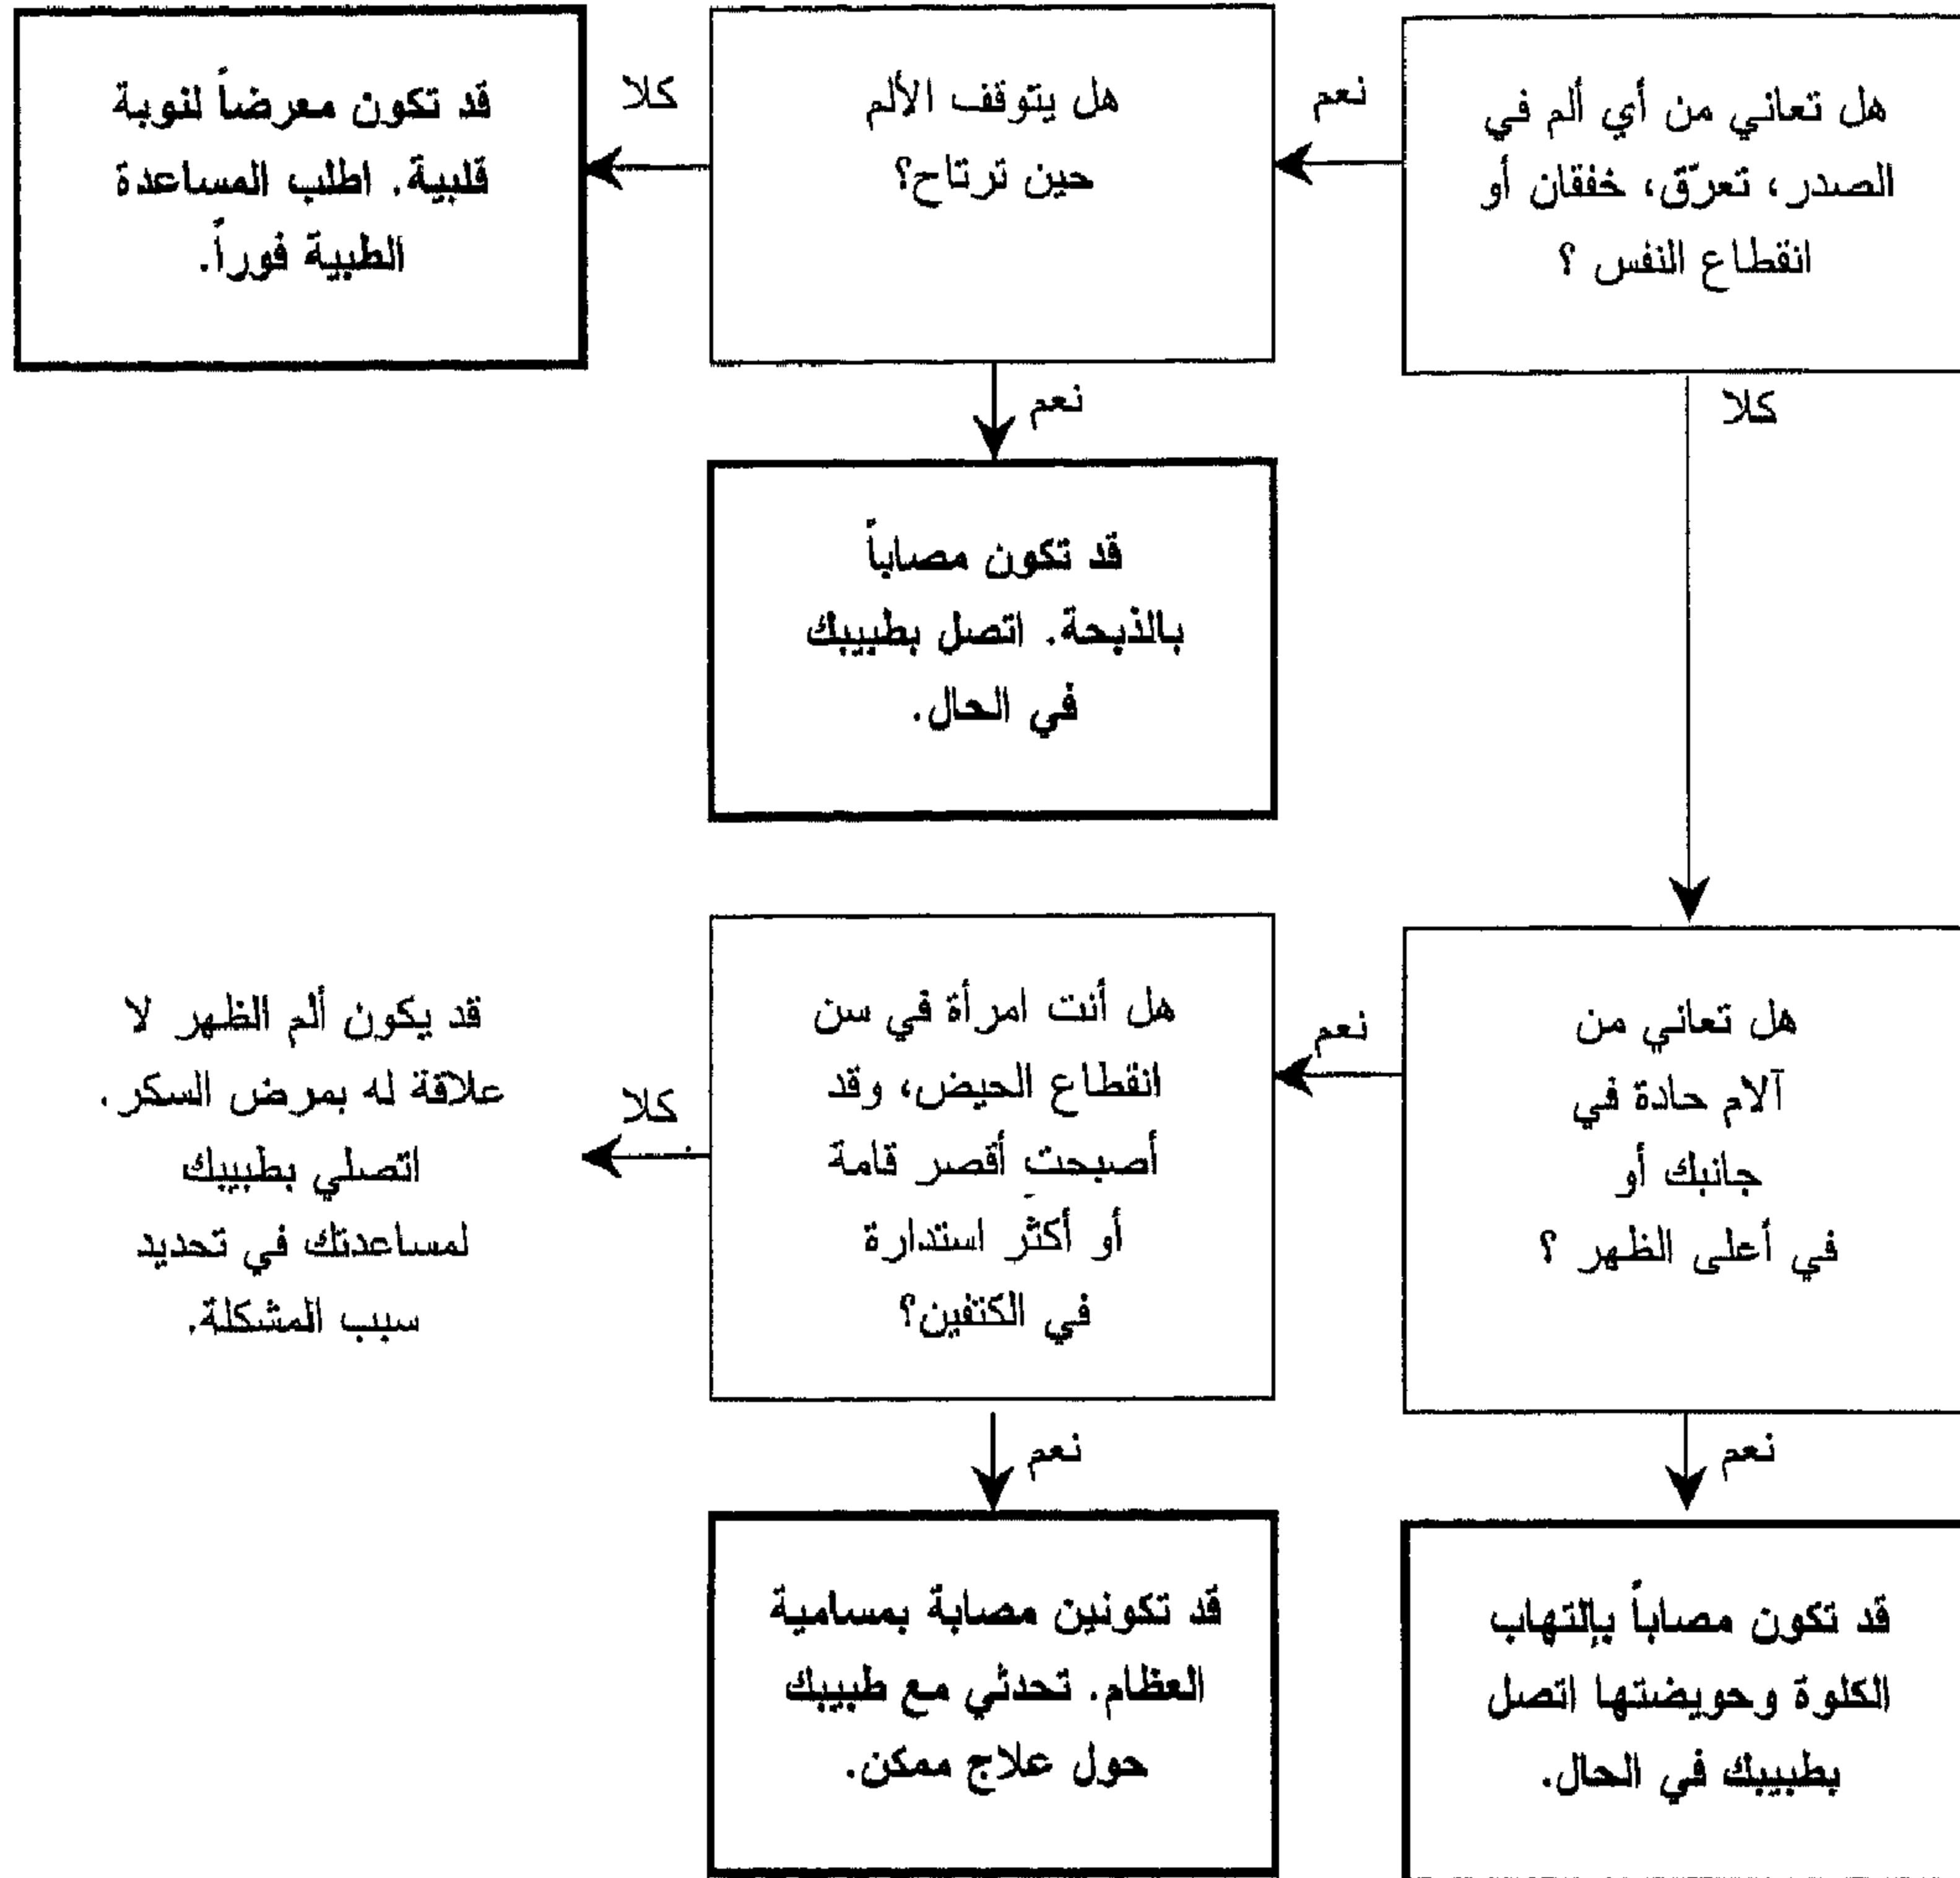 هل تعاني من أي ألم في
الصدر، تعرّق، خفقان أو
انقطاع النفس ؟
نعم
هل يتوقف الألم
حين ترتاح؟
كلا
قد تكون معرضاً لنوبة
قلبية. اطلب المساعدة
الطبية فوراً.
نعم
قد تكون مصاباً
بالذبحة. اتصل بطبيبك
في الحال.
كلا
هل تعاني من
آلام حادة في
جانبك أو
في أعلى الظهر ؟
نعم
هل أنت امرأة في سن
انقطاع الحيض، وقد
أصبحت أقصر قامة
أو أكثر استدارة
في الكتفين؟
كلا
قد يكون ألم الظهر لا
علاقة له بمرض السكر.
اتصلي بطبيبك
لمساعدتك في تحديد
سبب المشكلة.
نعم
قد تكونين مصابة بمسامية
العظام. تحدثي مع طبيبك
حول علاج ممكن.
نعم
قد تكون مصاباً بإلتهاب
الكلوة وحويضتها اتصل
بطبيبك في الحال.